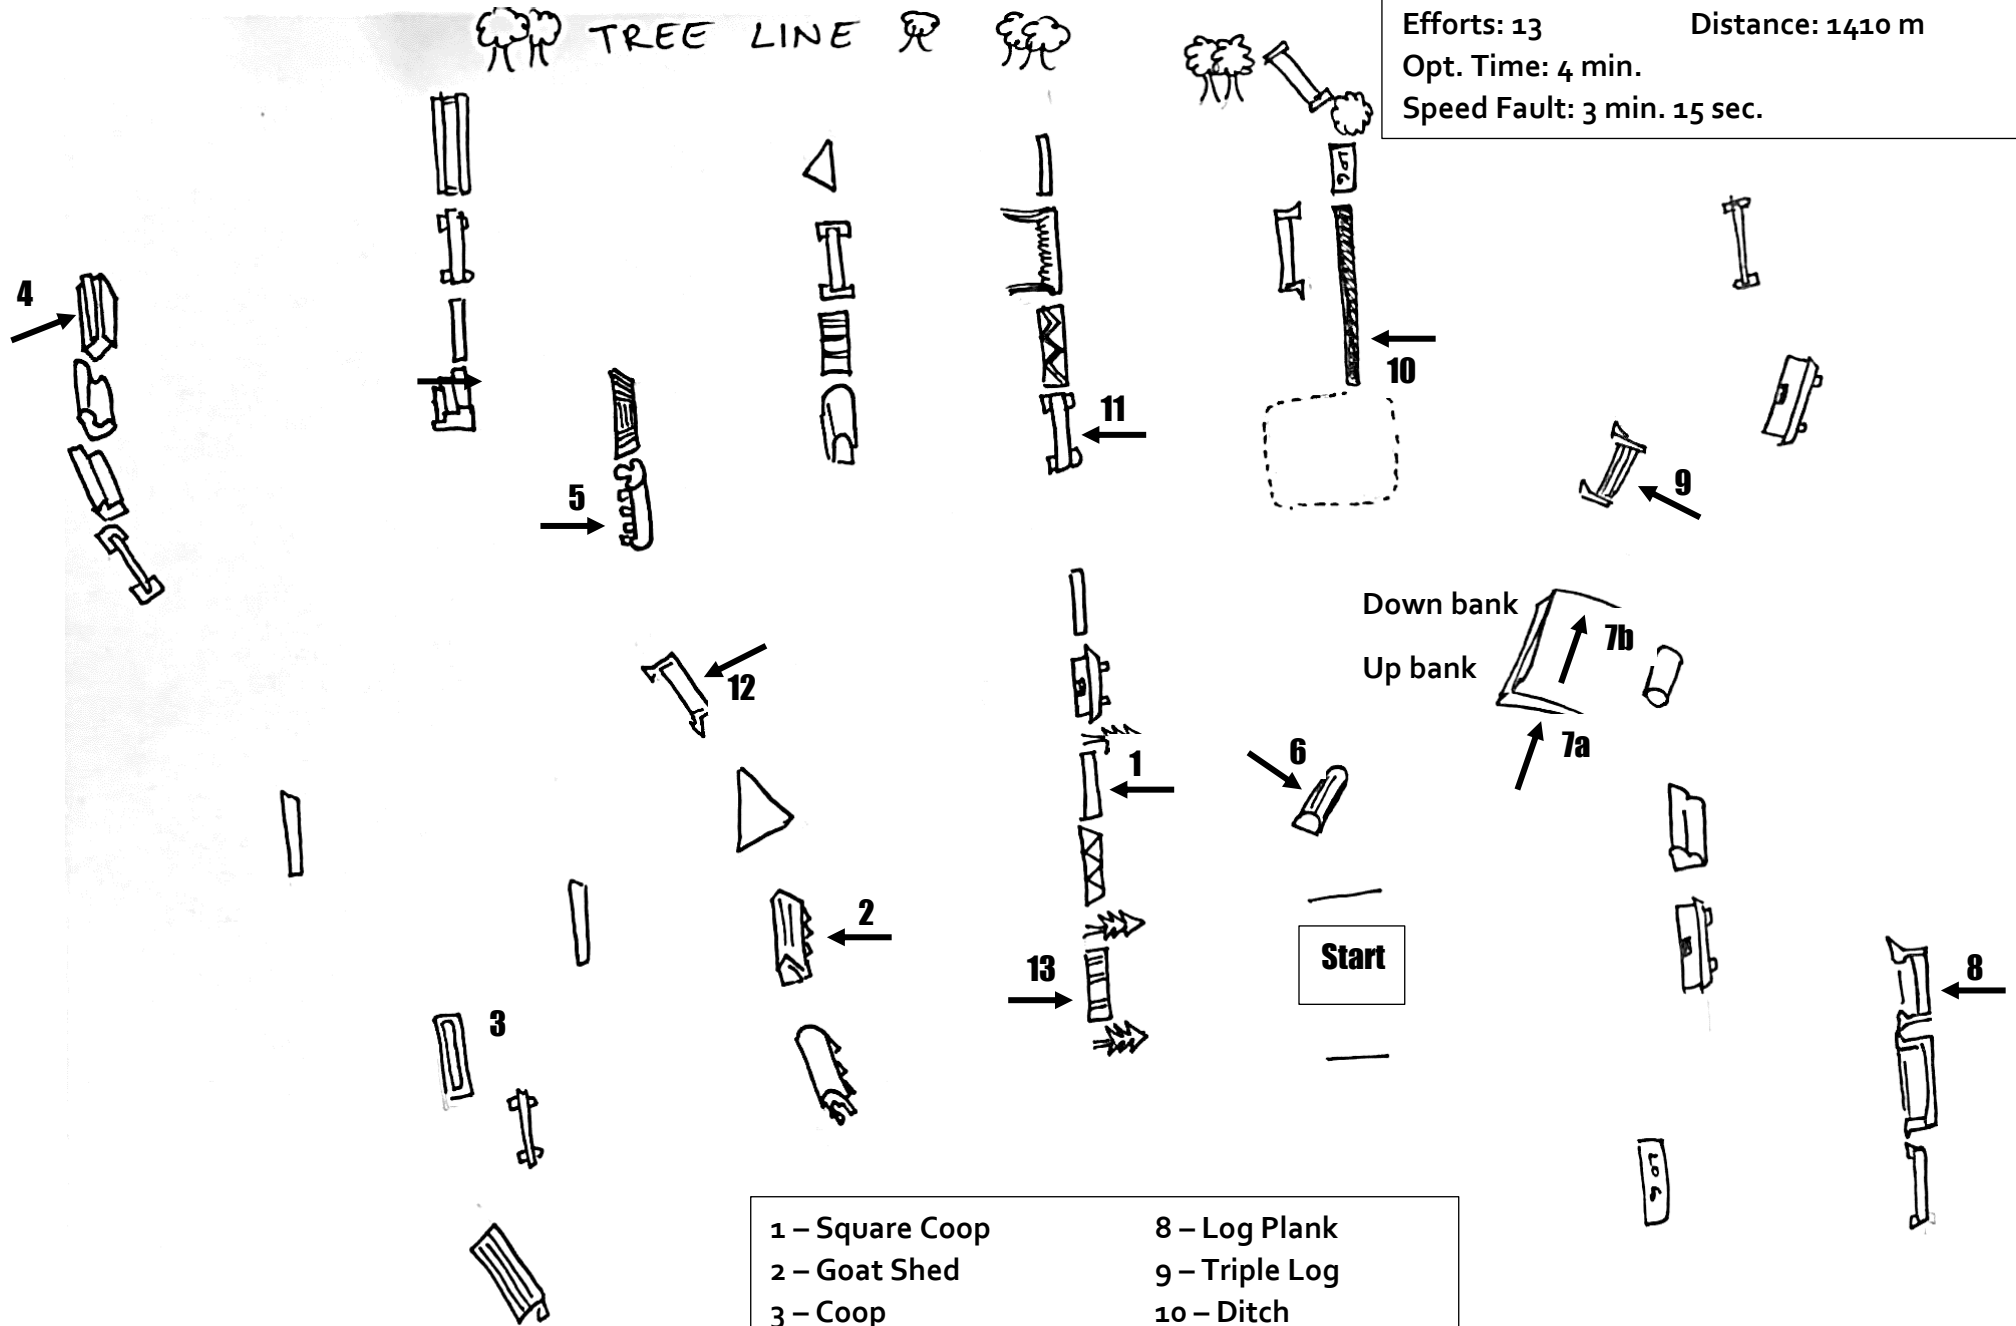 TREE LINE
Efforts: 13 Distance: 1410 m
Opt. Time: 4 min.
Speed Fault: 3 min. 15 sec.
LOG
4
10
11
9
5
Down bank
7b
Up bank
12
7a
6
1
2
Start
13
8
3
LOG
1 – Square Coop 8 – Log Plank
2 – Goat Shed 9 – Triple Log
3 – Coop 10 – Ditch